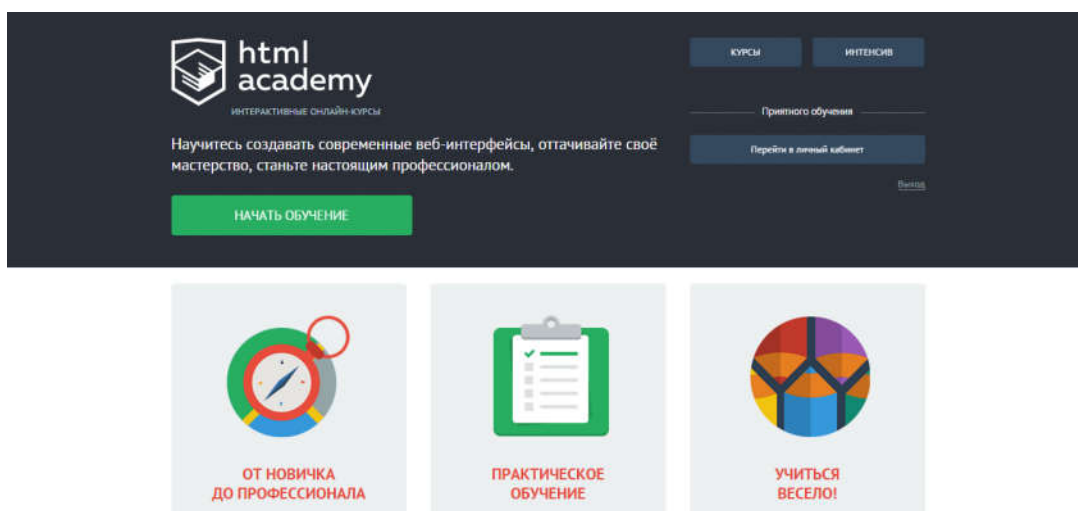 html
academy
ИНТЕРАКТИВНЫЕ ОНЛАЙН-КУРСЫ
Научитесь создавать современные веб-интерфейсы, оттачивайте своё
мастерство, станьте настоящим профессионалом.
НАЧАТЬ ОБУЧЕНИЕ
КУРСЫ
ИНТЕНСИВ
Приятного обучения
Перейти в личный кабинет
Выход
ОТ НОВИЧКА
ДО ПРОФЕССИОНАЛА
ПРАКТИЧЕСКОЕ
ОБУЧЕНИЕ
УЧИТЬСЯ
ВЕСЕЛО!